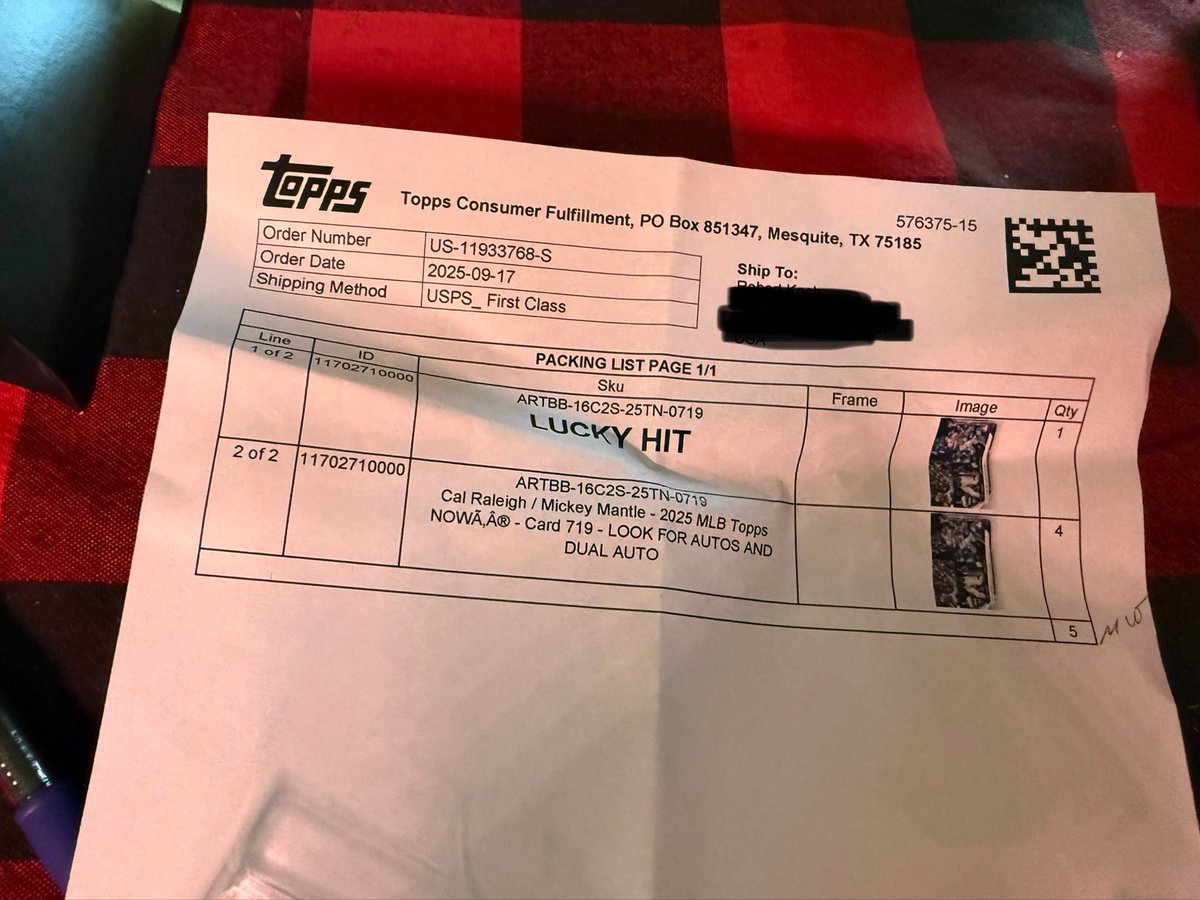 Topps
Topps Consumer Fulfillment, PO Box 851347, Mesquite, TX 75185
576375-15
Order Number US-11933768-S
Order Date 2025-09-17
Shipping Method USPS_ First Class
Ship To:
USA
PACKING LIST PAGE 1/1
Line ID Sku Frame Image Qty
1 of 2 11702710000 ARTBB-16C2S-25TN-0719 1
LUCKY HIT
2 of 2 11702710000 ARTBB-16C2S-25TN-0719 4
Cal Raleigh / Mickey Mantle - 2025 MLB Topps
NOWÃ‚Â® - Card 719 - LOOK FOR AUTOS AND
DUAL AUTO
5